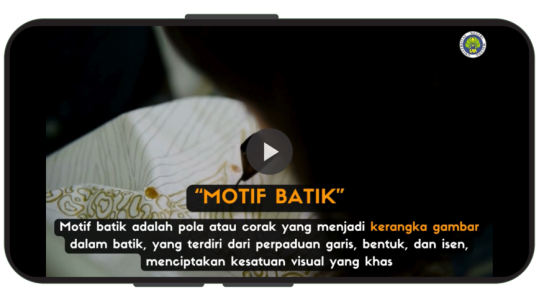 “MOTIF BATIK”
Motif batik adalah pola atau corak yang menjadi kerangka gambar
dalam batik, yang terdiri dari perpaduan garis, bentuk, dan isen,
menciptakan kesatuan visual yang khas